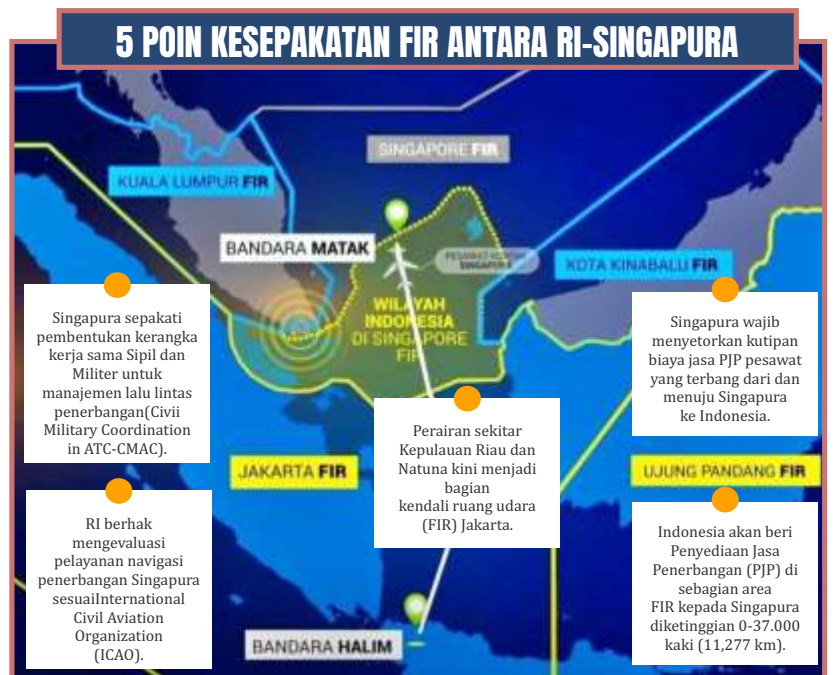 5 POIN KESEPAKATAN FIR ANTARA RI-SINGAPURA
SINGAPORE FIR
KUALA LUMPUR FIR
BANDARA MATAK
PESAWAT
SINGAPURA
KOTA KINABALU FIR
WILAYAH
INDONESIA
DI SINGAPORE
FIR
Singapura sepakati
pembentukan kerangka
kerja sama Sipil dan
Militer untuk
manajemen lalu lintas
penerbangan(Civii
Military Coordination
in ATC-CMAC).
Singapura wajib
menyetorkan kutipan
biaya jasa PJP pesawat
yang terbang dari dan
menuju Singapura
ke Indonesia.
Perairan sekitar
Kepulauan Riau dan
Natuna kini menjadi
bagian
kendali ruang udara
(FIR) Jakarta.
JAKARTA FIR
UJUNG PANDANG FIR
RI berhak
mengevaluasi
pelayanan navigasi
penerbangan Singapura
sesuaiInternational
Civil Aviation
Organization
(ICAO).
Indonesia akan beri
Penyediaan Jasa
Penerbangan (PJP) di
sebagian area
FIR kepada Singapura
diketinggian 0-37.000
kaki (11,277 km).
BANDARA HALIM